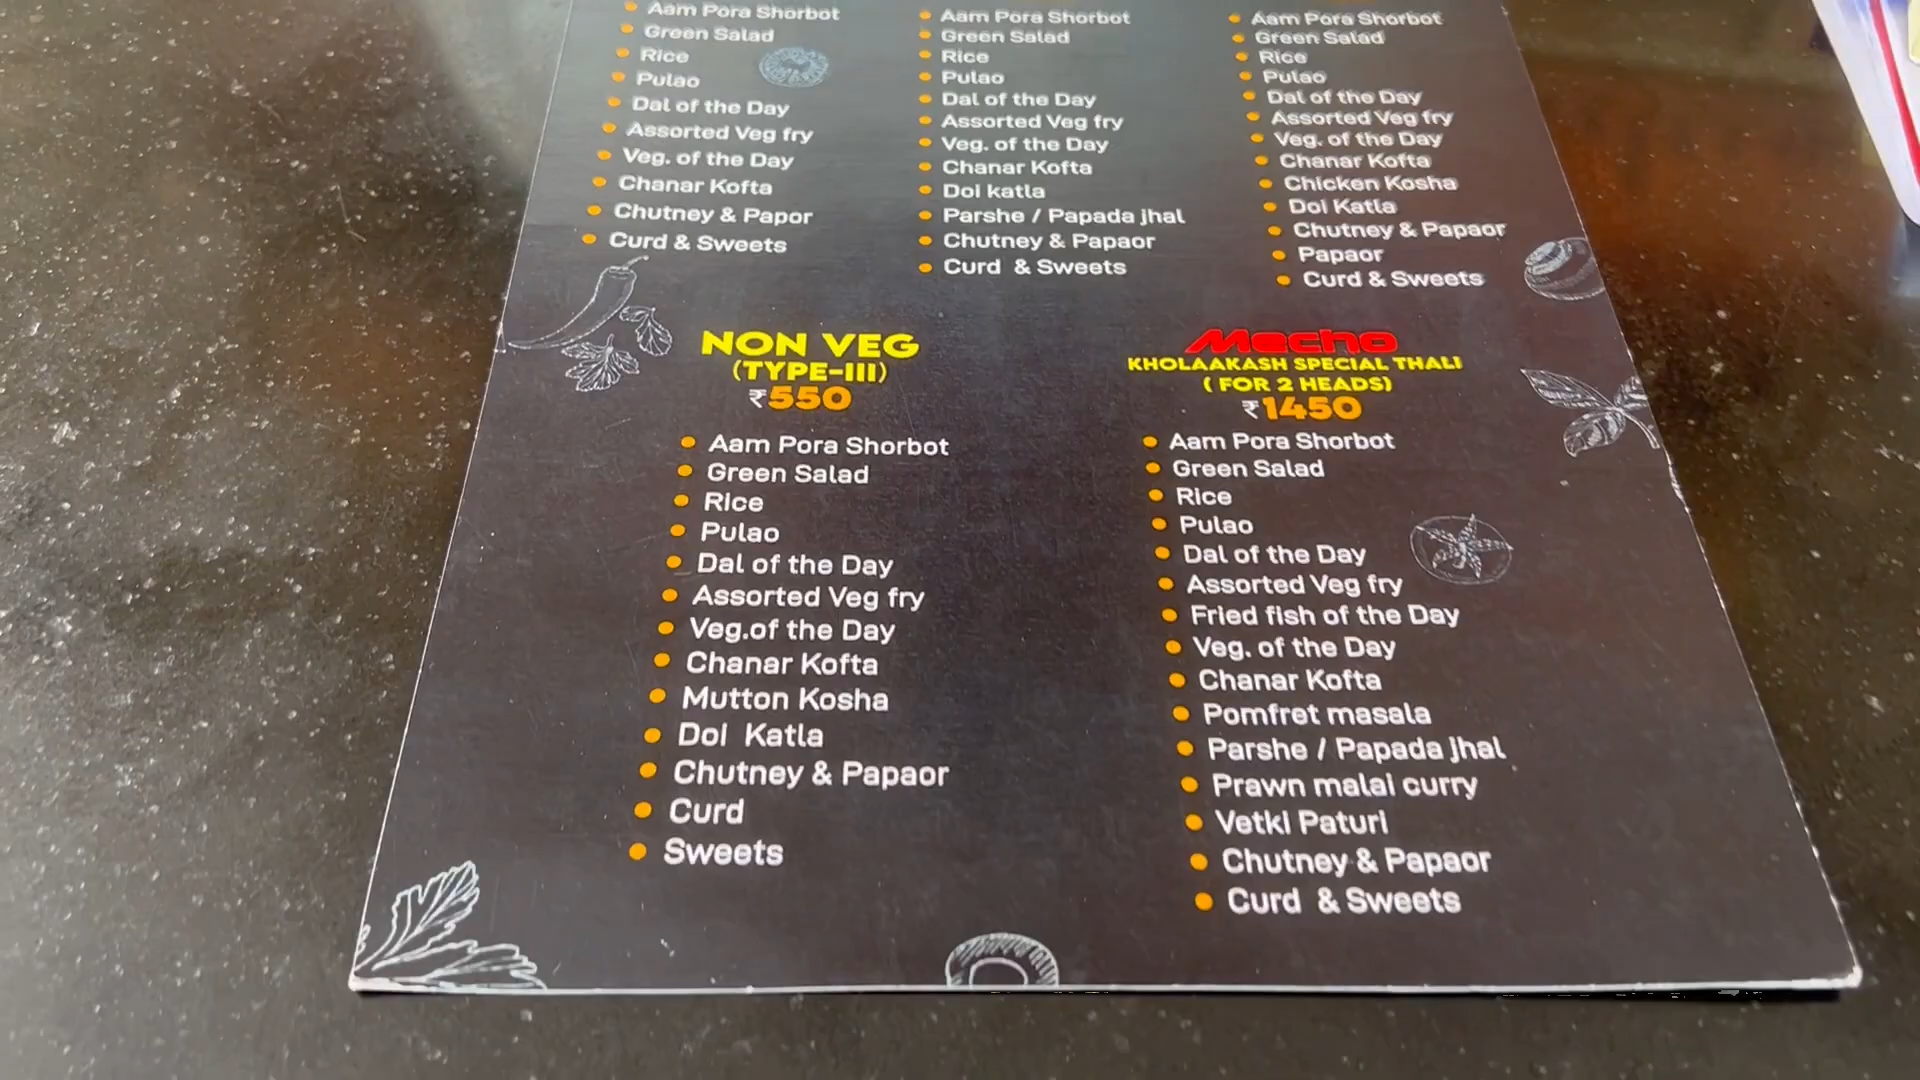 Aam Pora Shorbot
Green Salad
Rice
Pulao
Dal of the Day
Assorted Veg fry
Veg. of the Day
Chanar Kofta
Chutney & Papor
Curd & Sweets
Aam Pora Shorbot
Green Salad
Rice
Pulao
Dal of the Day
Assorted Veg fry
Veg. of the Day
Chanar Kofta
Doi katla
Parshe / Papada jhal
Chutney & Papaor
Curd & Sweets
Aam Pora Shorbot
Green Salad
Rice
Pulao
Dal of the Day
Assorted Veg fry
Veg. of the Day
Chanar Kofta
Chicken Kosha
Doi Katla
Chutney & Papaor
Papaor
Curd & Sweets
NON VEG
(TYPE-III)
₹550
Aam Pora Shorbot
Green Salad
Rice
Pulao
Dal of the Day
Assorted Veg fry
Veg.of the Day
Chanar Kofta
Mutton Kosha
Doi Katla
Chutney & Papaor
Curd
Sweets
Mecho
KHOLAAKASH SPECIAL THALI
( FOR 2 HEADS)
₹1450
Aam Pora Shorbot
Green Salad
Rice
Pulao
Dal of the Day
Assorted Veg fry
Fried fish of the Day
Veg. of the Day
Chanar Kofta
Pomfret masala
Parshe / Papada jhal
Prawn malai curry
Vetki Paturi
Chutney & Papaor
Curd & Sweets